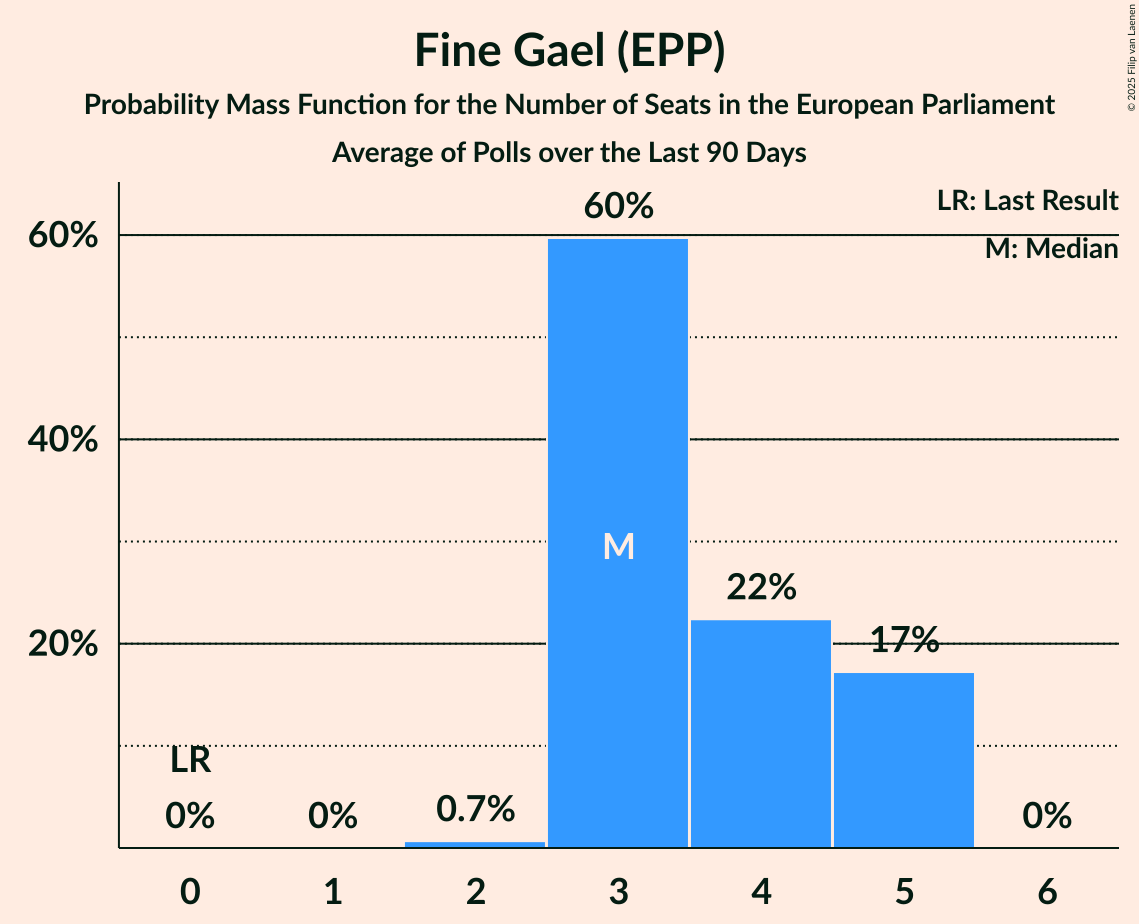 Fine Gael (EPP)
Probability Mass Function for the Number of Seats in the European Parliament
Average of Polls over the Last 90 Days
© 2025 Filip van Laenen
LR: Last Result
M: Median
60%
40%
20%
LR
0%
0%
0.7%
60%
M
22%
17%
0%
0
1
2
3
4
5
6